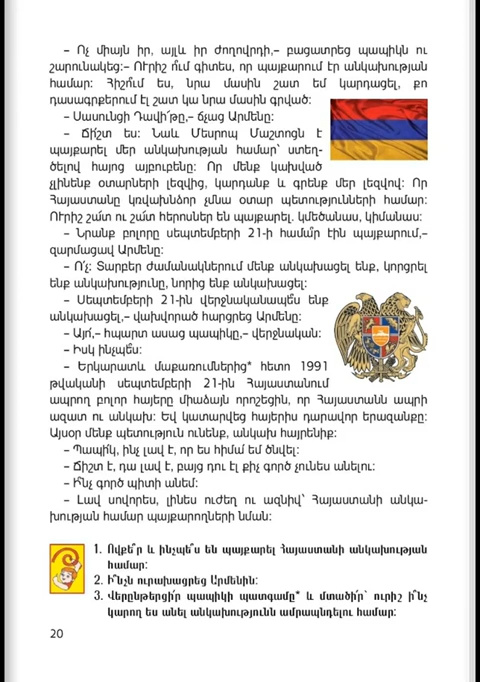 – Ոչ միայն իր, այլև իր ժողովրդի,– բացատրեց պապիկն ու
շարունակեց:– ՈՒրիշ ո՞ւմ գիտես, որ պայքարում էր անկախության
համար: Հիշո՞ւմ ես, նրա մասին շատ եմ կարդացել, քո
դասագրքերում էլ շատ կա նրա մասին գրված:
– Սասունցի Դավի՛թը,– ճչաց Արմենը:
– Ճի՛շտ ես: Նաև Մեսրոպ Մաշտոցն է
պայքարել մեր անկախության համար՝ ստեղ-
ծելով հայոց այբուբենը: Որ մենք կախված
չլինենք օտարների լեզվից, կարդանք և գրենք մեր լեզվով: Որ
Հայաստանը կռվախնձոր չմնա օտար պետությունների համար:
ՈՒրիշ շա՜տ ու շա՜տ հերոսներ են պայքարել. կմեծանաս, կիմանաս:
– Նրանք բոլորը սեպտեմբերի 21-ի համա՞ր էին պայքարում,–
զարմացավ Արմենը:
– Ո՛չ: Տարբեր ժամանակներում մենք անկախացել ենք, կորցրել
ենք անկախությունը, նորից ենք անկախացել:
– Սեպտեմբերի 21-ին վերջնականապե՞ս ենք
անկախացել,– վախվորած հարցրեց Արմենը:
– Այո՛,– հպարտ ասաց պապիկը,– վերջնական:
– Իսկ ինչպե՞ս:
– Երկարատև մաքառումներից* հետո 1991
թվականի սեպտեմբերի 21-ին Հայաստանում
ապրող բոլոր հայերը միաձայն որոշեցին, որ Հայաստանն ապրի
ազատ ու անկախ: Եվ կատարվեց հայերիս դարավոր երազանքը:
Այսօր մենք պետություն ունենք, անկախ հայրենիք:
– Պապի՛կ, ինչ լավ է, որ ես հիմա՛ եմ ծնվել:
– Ճիշտ է, դա լավ է, բայց դու էլ քիչ գործ չունես անելու:
– Ի՞նչ գործ պիտի անեմ:
– Լավ սովորես, լինես ուժեղ ու ազնիվ՝ Հայաստանի անկա-
խության համար պայքարողների նման:
1. Ովքե՞ր և ինչպե՞ս են պայքարել Հայաստանի անկախության
համար:
2. Ի՞նչն ուրախացրեց Արմենին:
3. Վերընթերցի՛ր պապիկի պատգամը* և մտածի՛ր՝ ուրիշ ի՞նչ
կարող ես անել անկախությունն ամրապնդելու համար:
20